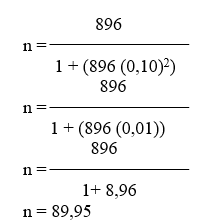 896
n =
1 + (896 (0,10)²)
896
n =
1 + (896 (0,01))
896
n =
1+ 8,96
n = 89,95